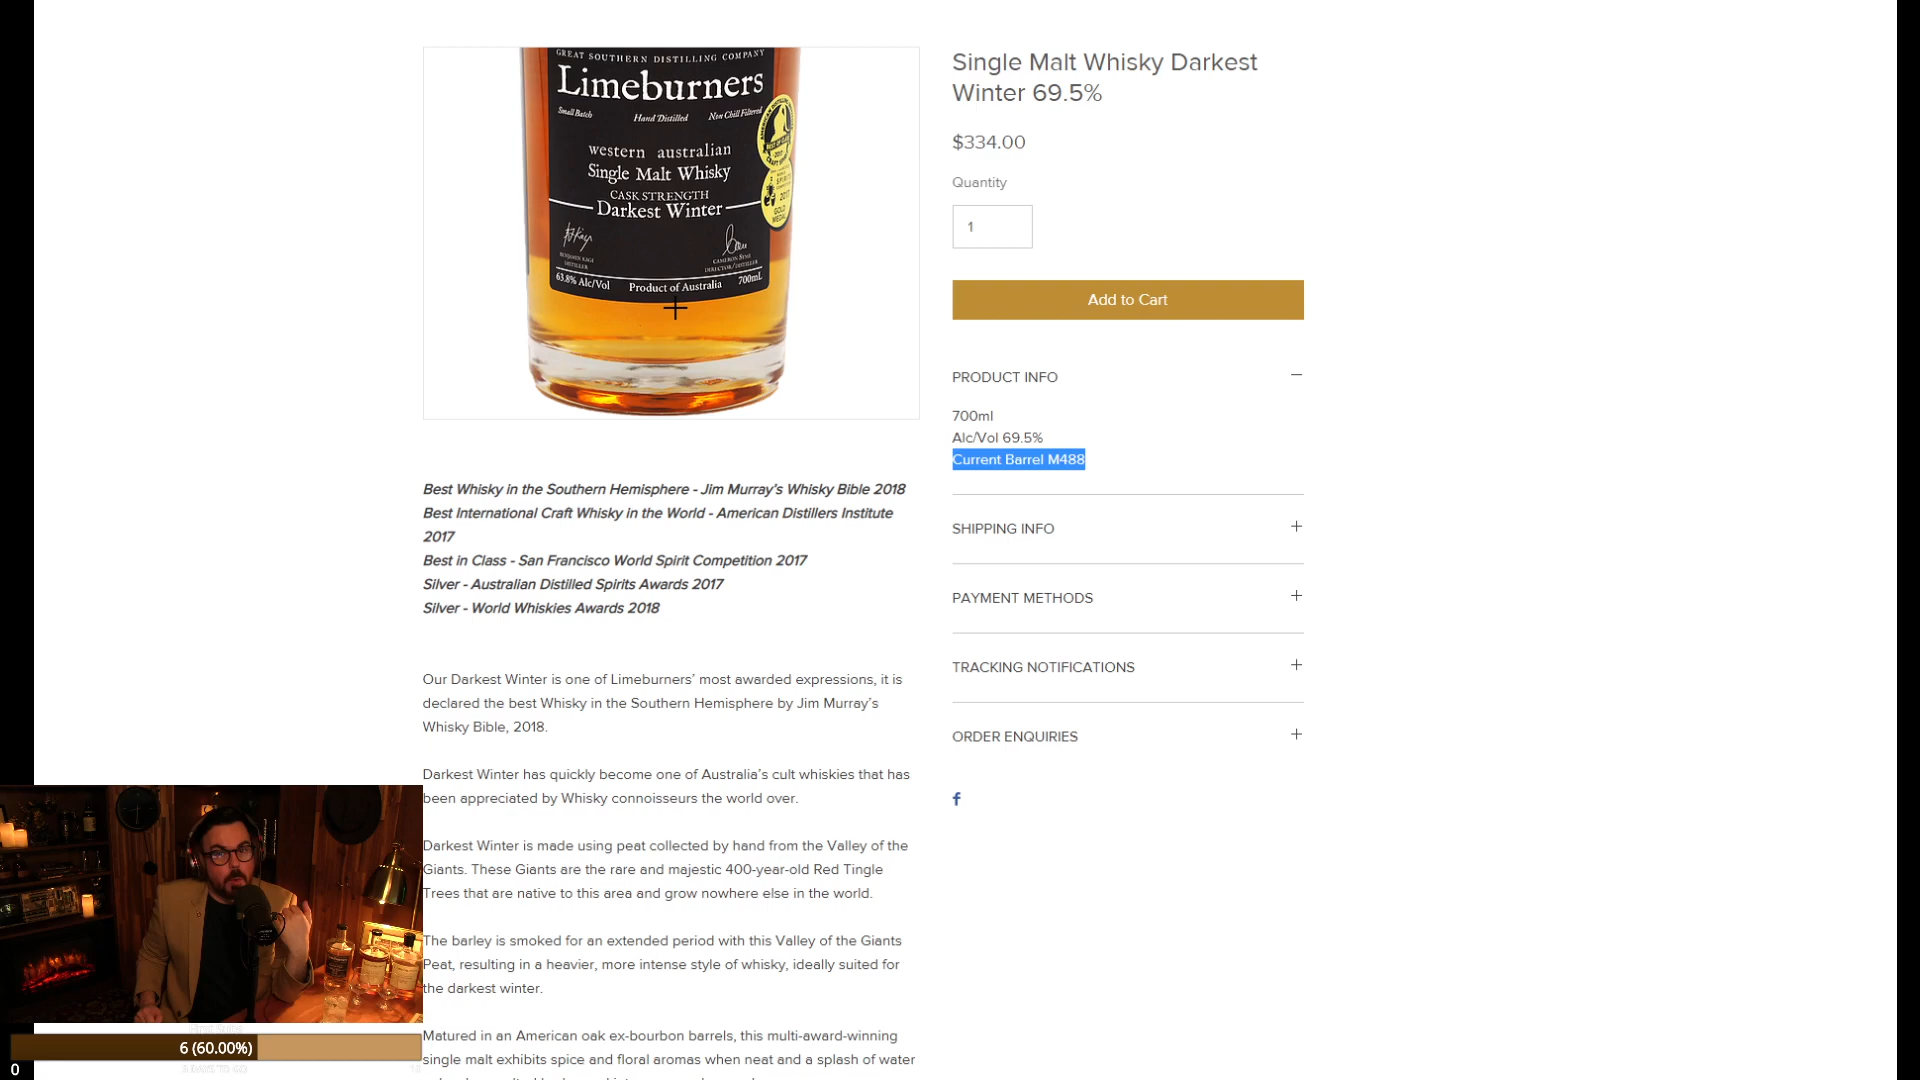 GREAT SOUTHERN DISTILLING COMPANY
Limeburners
Small Batch
Hand Distilled
Non Chill Filtered
western australian
Single Malt Whisky
CASK STRENGTH
Darkest Winter
63.8% Alc/Vol
Product of Australia
700mL
GOLD
MEDAL
Single Malt Whisky Darkest
Winter 69.5%
$334.00
Quantity
1
Add to Cart
PRODUCT INFO
700ml
Alc/Vol 69.5%
Current Barrel M488
SHIPPING INFO
PAYMENT METHODS
TRACKING NOTIFICATIONS
ORDER ENQUIRIES
f
Best Whisky in the Southern Hemisphere - Jim Murray's Whisky Bible 2018
Best International Craft Whisky in the World - American Distillers Institute
2017
Best in Class - San Francisco World Spirit Competition 2017
Silver - Australian Distilled Spirits Awards 2017
Silver - World Whiskies Awards 2018
Our Darkest Winter is one of Limeburners' most awarded expressions, it is
declared the best Whisky in the Southern Hemisphere by Jim Murray's
Whisky Bible, 2018.
Darkest Winter has quickly become one of Australia's cult whiskies that has
been appreciated by Whisky connoisseurs the world over.
Darkest Winter is made using peat collected by hand from the Valley of the
Giants. These Giants are the rare and majestic 400-year-old Red Tingle
Trees that are native to this area and grow nowhere else in the world.
The barley is smoked for an extended period with this Valley of the Giants
Peat, resulting in a heavier, more intense style of whisky, ideally suited for
the darkest winter.
Matured in an American oak ex-bourbon barrels, this multi-award-winning
single malt exhibits spice and floral aromas when neat and a splash of water
6 (60.00%)
0